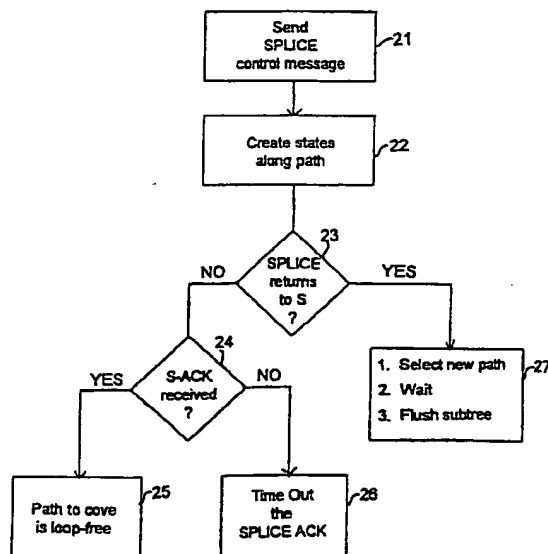 Send
SPLICE
control message
21
Create states
along path
22
23
SPLICE
returns
to S
?
NO
YES
24
S-ACK
received
?
YES
NO
1. Select new path
2. Wait
3. Flush subtree
27
Path to cove
is loop-free
25
Time Out
the
SPLICE ACK
26